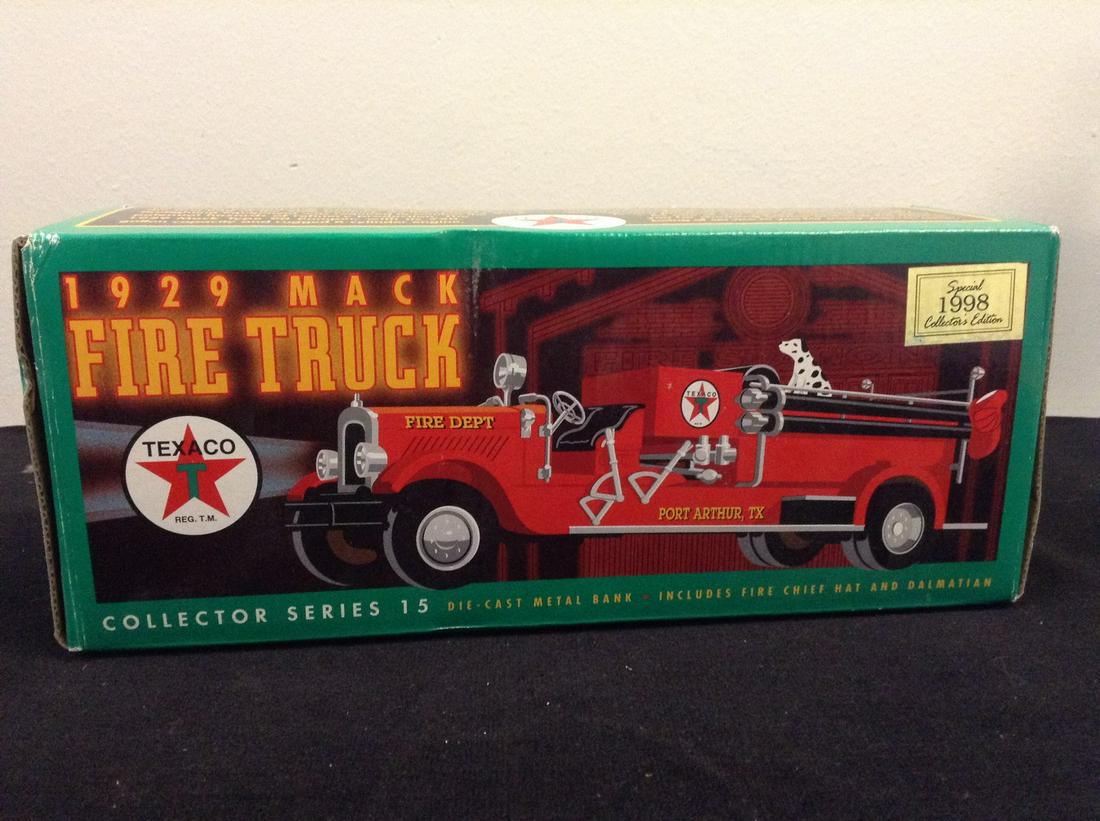 1929 MACK
FIRE TRUCK
Special
1998
Collector's Edition
TEXACO
T
REG. T.M.
FIRE DEPT
TEXACO
T
PORT ARTHUR, TX
COLLECTOR SERIES 15 DIE-CAST METAL BANK • INCLUDES FIRE CHIEF HAT AND DALMATIAN